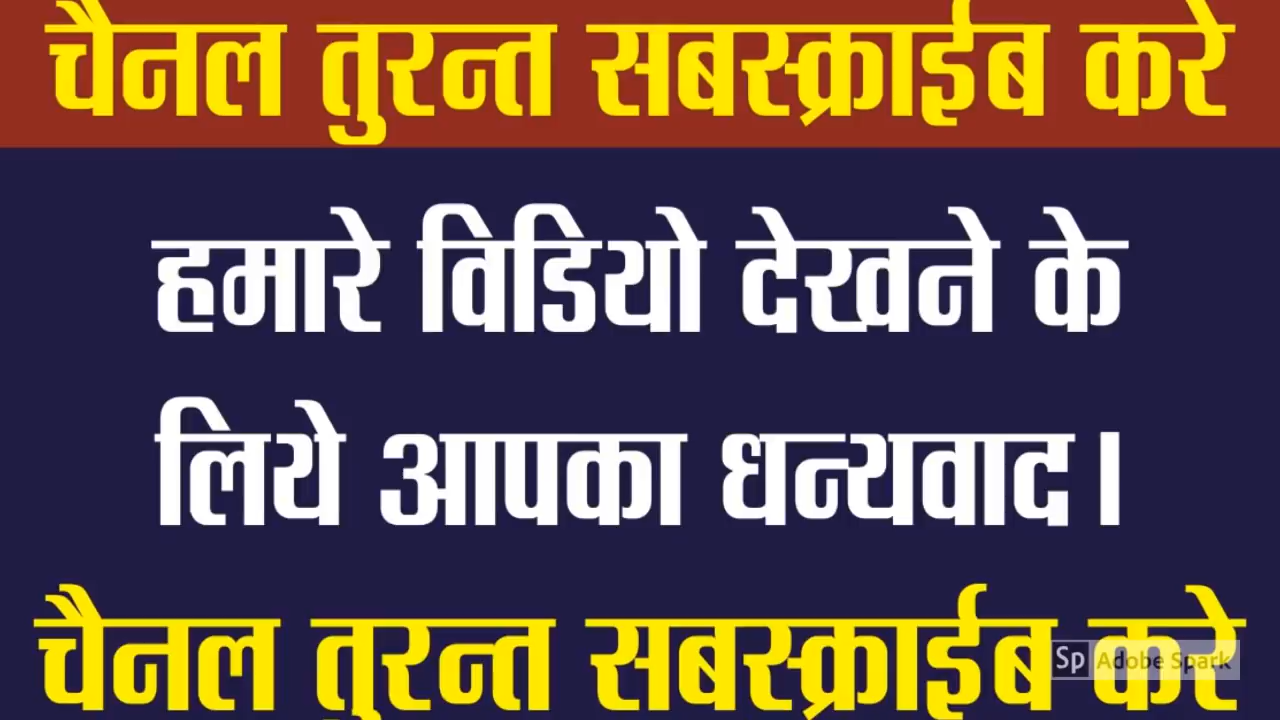 चैनल तुरन्त सबस्क्राईब करे
हमारे विडियो देखने के
लिये आपका धन्यवाद।
चैनल तुरन्त सबस्क्राईब करे
Sp Adobe Spark